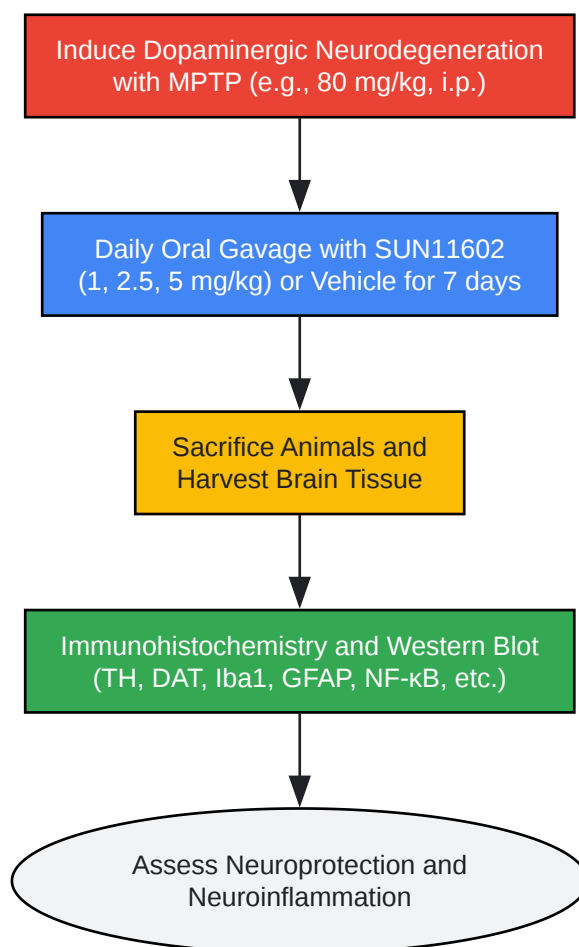 Induce Dopaminergic Neurodegeneration
with MPTP (e.g., 80 mg/kg, i.p.)
Daily Oral Gavage with SUN11602
(1, 2.5, 5 mg/kg) or Vehicle for 7 days
Sacrifice Animals and
Harvest Brain Tissue
Immunohistochemistry and Western Blot
(TH, DAT, Iba1, GFAP, NF-κB, etc.)
Assess Neuroprotection and
Neuroinflammation